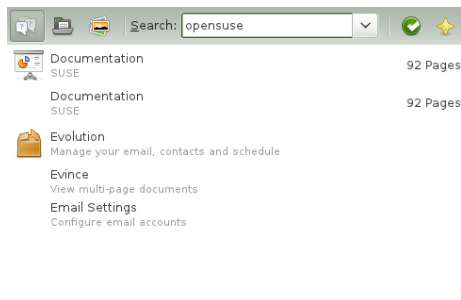 Search: opensuse
Documentation 92 Pages
SUSE
Documentation 92 Pages
SUSE
Evolution
Manage your email, contacts and schedule
Evince
View multi-page documents
Email Settings
Configure email accounts